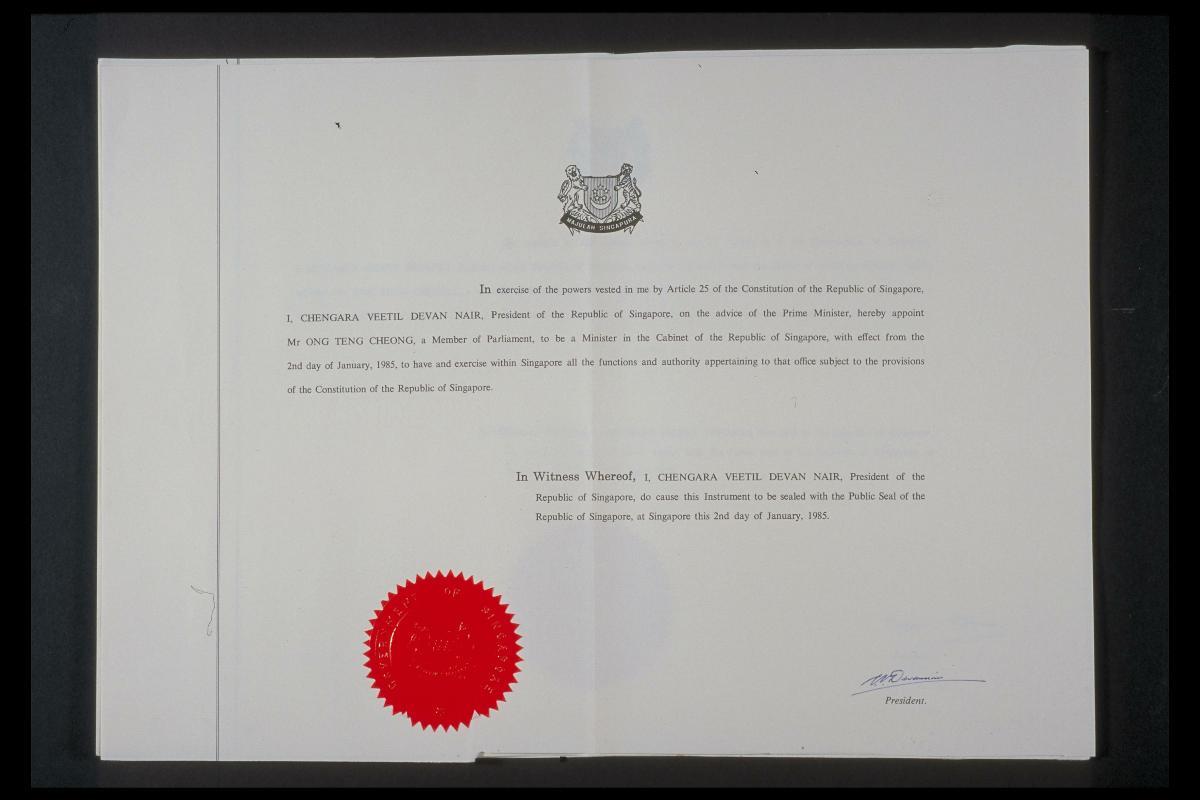 MAJULAH SINGAPURA
In exercise of the powers vested in me by Article 25 of the Constitution of the Republic of Singapore,
I, CHENGARA VEETIL DEVAN NAIR, President of the Republic of Singapore, on the advice of the Prime Minister, hereby appoint
Mr ONG TENG CHEONG, a Member of Parliament, to be a Minister in the Cabinet of the Republic of Singapore, with effect from the
2nd day of January, 1985, to have and exercise within Singapore all the functions and authority appertaining to that office subject to the provisions
of the Constitution of the Republic of Singapore.
In Witness Whereof, I, CHENGARA VEETIL DEVAN NAIR, President of the
Republic of Singapore, do cause this Instrument to be sealed with the Public Seal of the
Republic of Singapore, at Singapore this 2nd day of January, 1985.
GOVERNMENT OF SINGAPORE
President.